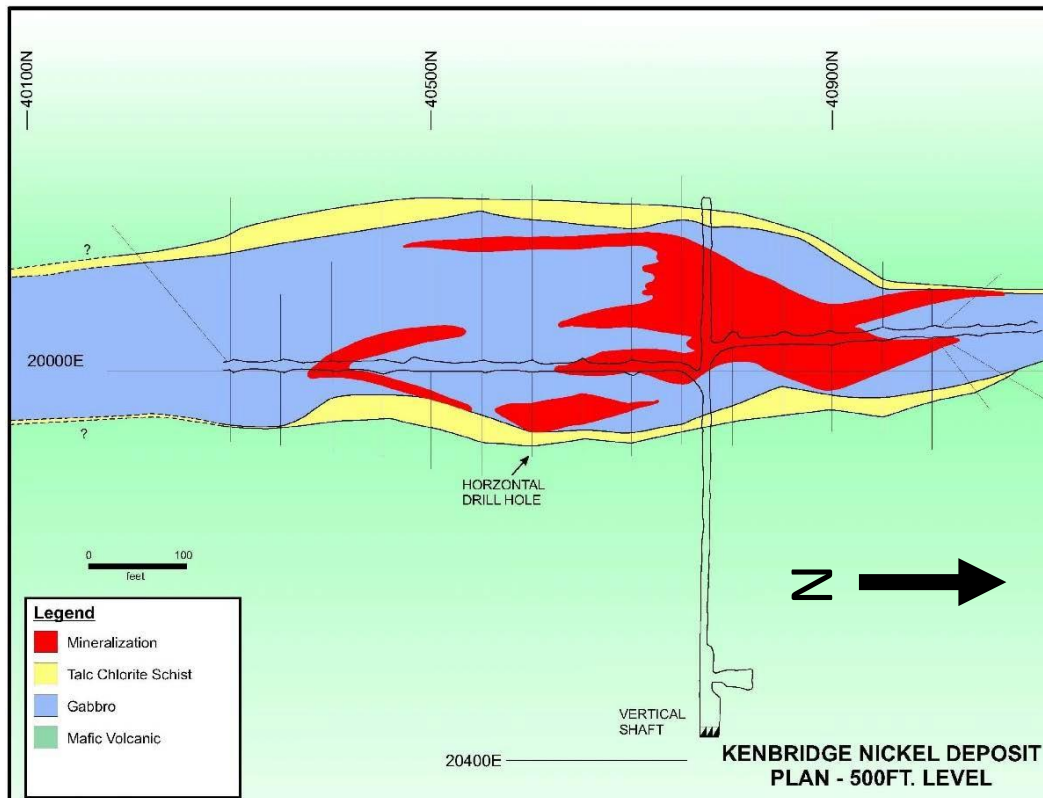 40100N
40500N
40900N
?
20000E
?
HORZONTAL
DRILL HOLE
0 100
feet
N
Legend
Mineralization
Talc Chlorite Schist
Gabbro
Mafic Volcanic
VERTICAL
SHAFT
20400E
KENBRIDGE NICKEL DEPOSIT
PLAN - 500FT. LEVEL